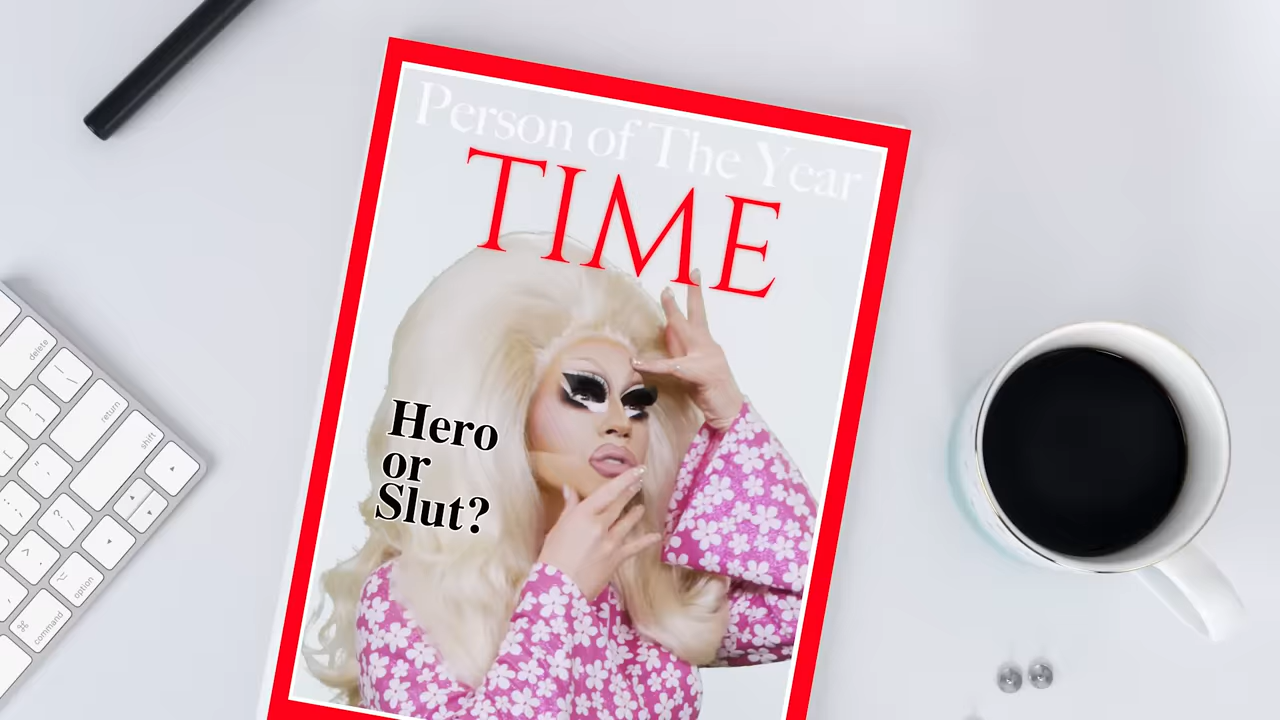 Person of The Year
TIME
Hero
or
Slut?
delete
return
shift
option
command